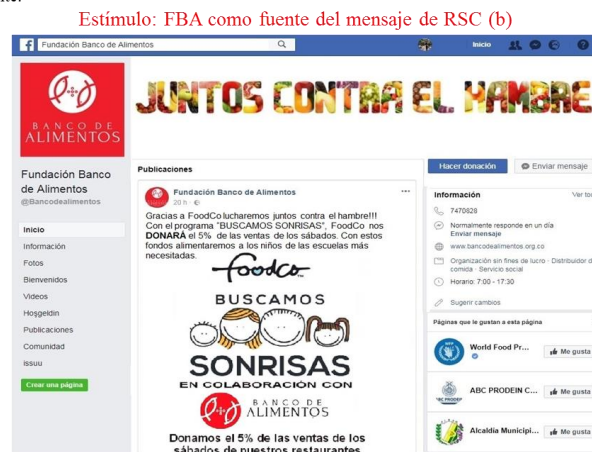 Estímulo: FBA como fuente del mensaje de RSC (b)
Fundación Banco de Alimentos
Inicio
JUNTOS CONTRA EL HAMBRE
BANCO DE
ALIMENTOS
Fundación Banco
de Alimentos
@Bancodealimentos
Inicio
Información
Fotos
Bienvenidos
Videos
Hoşgeldin
Publicaciones
Comunidad
Issuu
Crear una página
Publicaciones
Fundación Banco de Alimentos
20 h
Gracias a FoodCo lucharemos juntos contra el hambre!!!
Con el programa "BUSCAMOS SONRISAS", FoodCo nos
DONARÁ el 5% de las ventas de los sábados. Con estos
fondos alimentaremos a los niños de las escuelas más
necesitadas.
foodco
BUSCAMOS
SONRISAS
EN COLABORACIÓN CON
BANCO DE
ALIMENTOS
Donamos el 5% de las ventas de los
sábados de nuestros restaurantes
Hacer donación
Enviar mensaje
Información
Ver to
7470828
Normalmente responde en un día
Enviar mensaje
www.bancodealimentos.org.co
Organización sin fines de lucro · Distribuidor d
comida · Servicio social
Horario: 7:00 - 17:30
Sugerir cambios
Páginas que le gustan a esta página
World Food Pr...
Me gusta
ABC PRODEIN C...
Me gusta
Alcaldía Municipi...
Me gusta